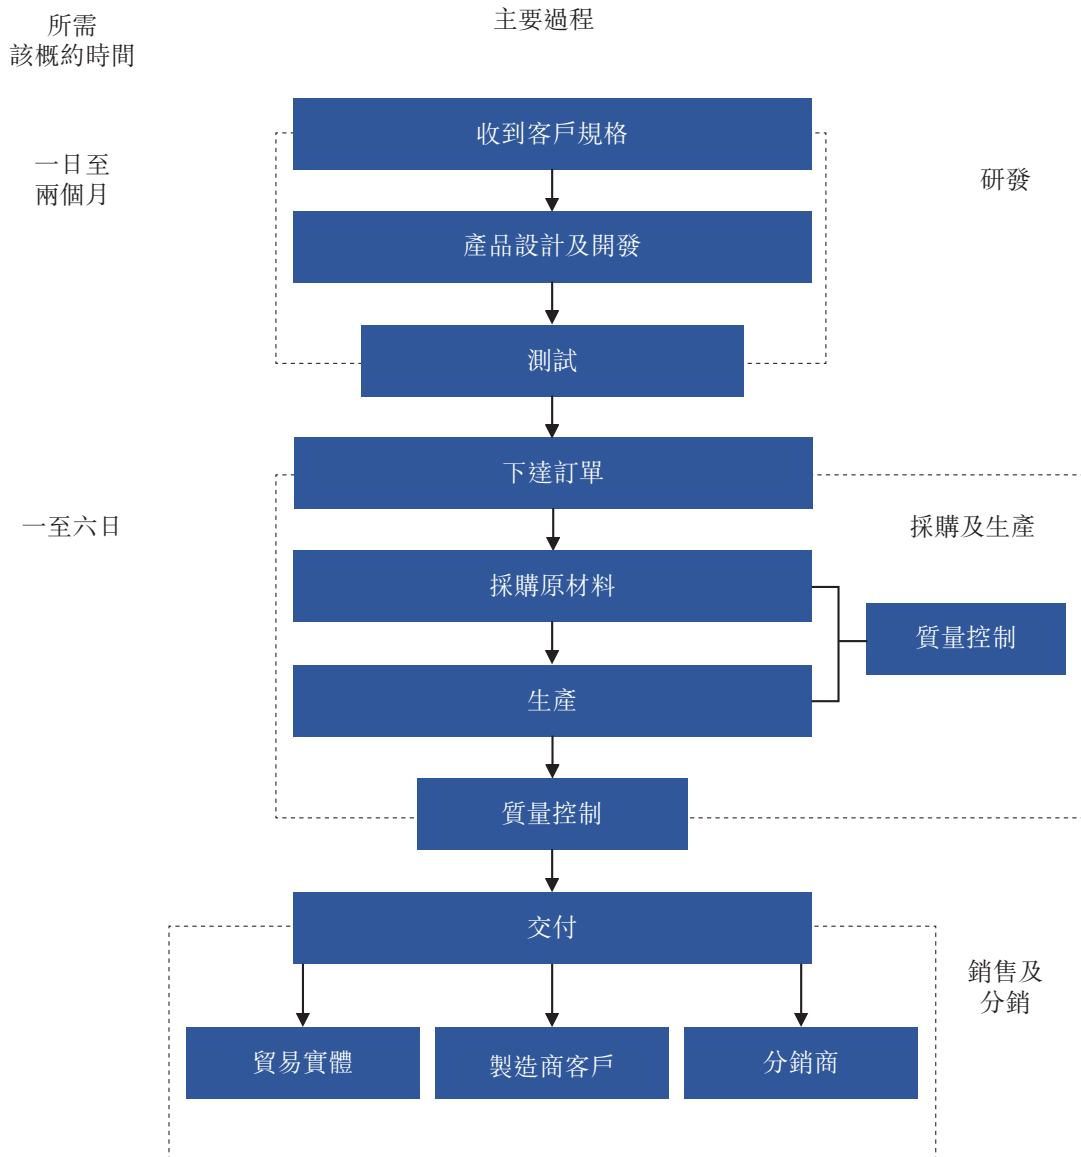 所需
該概約時間
主要過程
收到客戶規格
一日至
兩個月
研發
產品設計及開發
測試
下達訂單
一至六日
採購及生產
採購原材料
質量控制
生產
質量控制
交付
銷售及
分銷
貿易實體
製造商客戶
分銷商